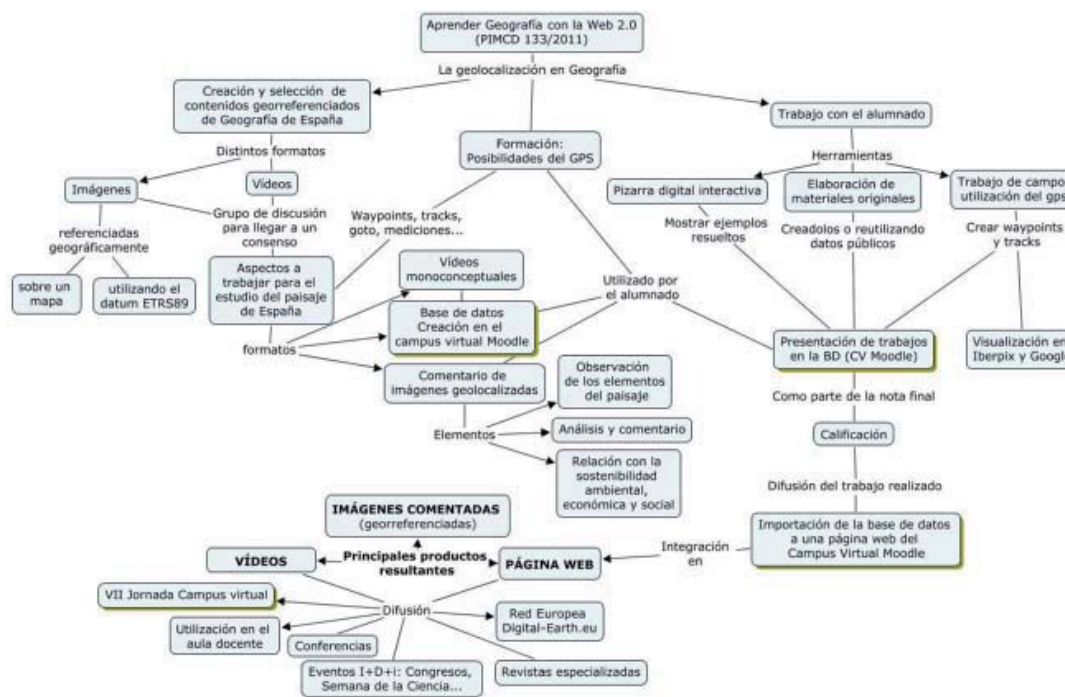 Aprender Geografía con la Web 2.0
(PIMCD 133/2011)
La geolocalización en Geografía
Creación y selección de
contenidos georreferenciados
de Geografía de España
Distintos formatos
Imágenes
Vídeos
referenciadas
geográficamente
sobre un
mapa
utilizando el
datum ETRS89
Grupo de discusión
para llegar a un
consenso
Aspectos a
trabajar para el
estudio del paisaje
de España
formatos
Formación:
Posibilidades del GPS
Waypoints, tracks,
goto, mediciones...
Vídeos
monoconceptuales
Base de datos
Creación en el
campus virtual Moodle
Comentario de
imágenes geolocalizadas
Utilizado por
el alumnado
Elementos
Observación
de los elementos
del paisaje
Análisis y comentario
Relación con la
sostenibilidad
ambiental,
económica y social
Trabajo con el alumnado
Herramientas
Pizarra digital interactiva
Elaboración de
materiales originales
Trabajo de campo,
utilización del gps
Mostrar ejemplos
resueltos
Creadolos o reutilizando
datos públicos
Crear waypoints
y tracks
Presentación de trabajos
en la BD (CV Moodle)
Visualización en
Iberpix y Google
Como parte de la nota final
Calificación
Difusión del trabajo realizado
Importación de la base de datos
a una página web del
Campus Virtual Moodle
Integración
en
IMÁGENES COMENTADAS
(georreferenciadas)
Principales productos
resultantes
VÍDEOS
PÁGINA WEB
Difusión
VII Jornada Campus virtual
Utilización en el
aula docente
Conferencias
Eventos I+D+i: Congresos,
Semana de la Ciencia...
Red Europea
Digital-Earth.eu
Revistas especializadas